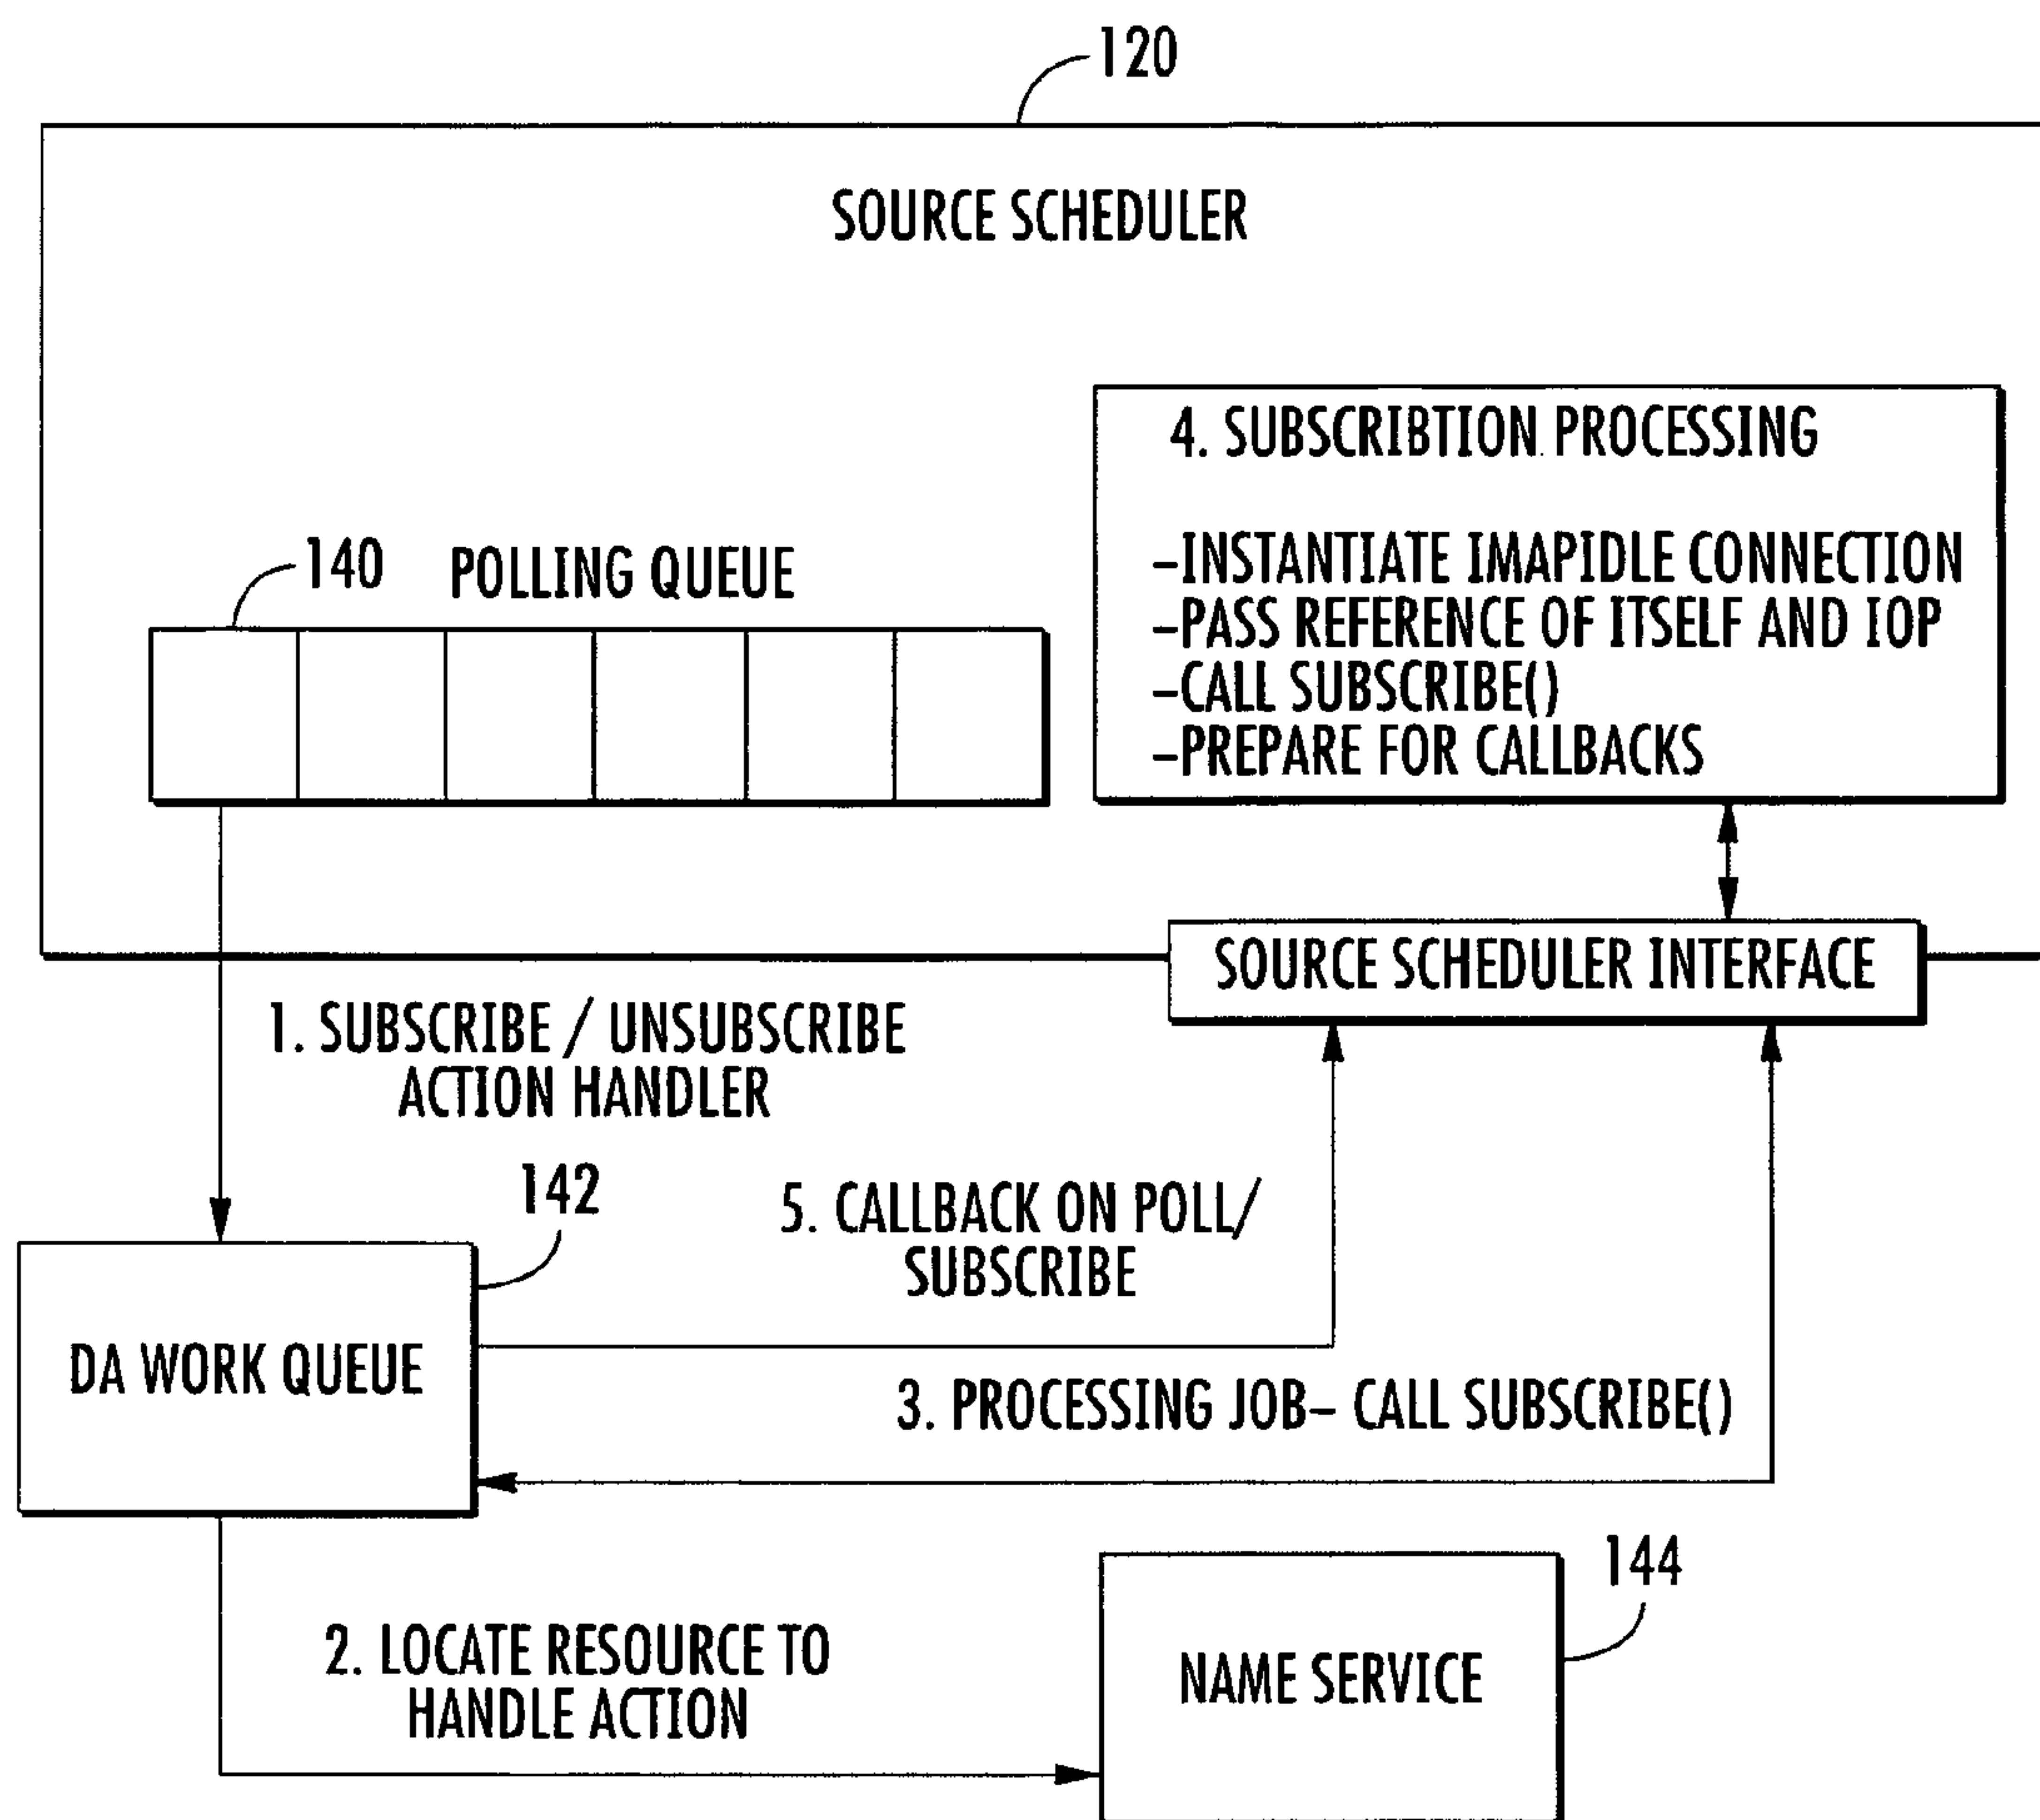 120
SOURCE SCHEDULER
4. SUBSCRIBTION PROCESSING
–INSTANTIATE IMAPIDLE CONNECTION
–PASS REFERENCE OF ITSELF AND IOP
–CALL SUBSCRIBE()
–PREPARE FOR CALLBACKS
140
POLLING QUEUE
SOURCE SCHEDULER INTERFACE
1. SUBSCRIBE / UNSUBSCRIBE
ACTION HANDLER
142
5. CALLBACK ON POLL/
SUBSCRIBE
DA WORK QUEUE
3. PROCESSING JOB– CALL SUBSCRIBE()
144
2. LOCATE RESOURCE TO
HANDLE ACTION
NAME SERVICE